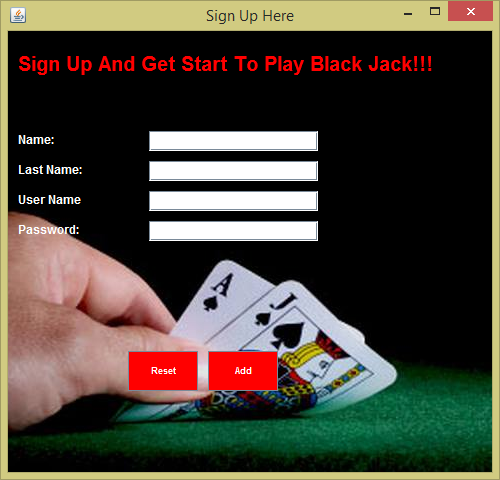 Sign Up Here
Sign Up And Get Start To Play Black Jack!!!
Name:
Last Name:
User Name
Password:
A
J
Reset Add